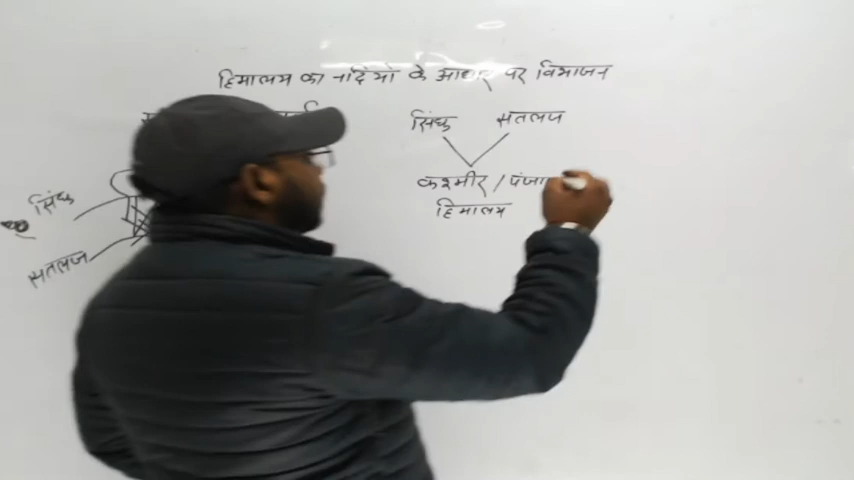 हिमालय का नदियों के आधार पर विभाजन
सिंधु सतलज
कश्मीर / पंजा
हिमालय
सिंधु
सतलज